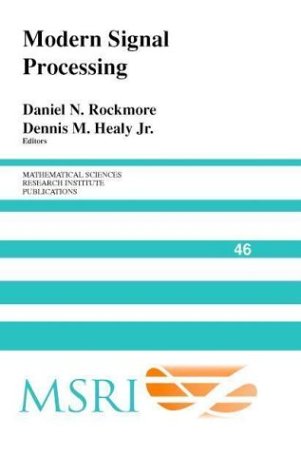 Modern Signal
Processing
Daniel N. Rockmore
Dennis M. Healy Jr.
Editors
MATHEMATICAL SCIENCES
RESEARCH INSTITUTE
PUBLICATIONS
46
MSRI